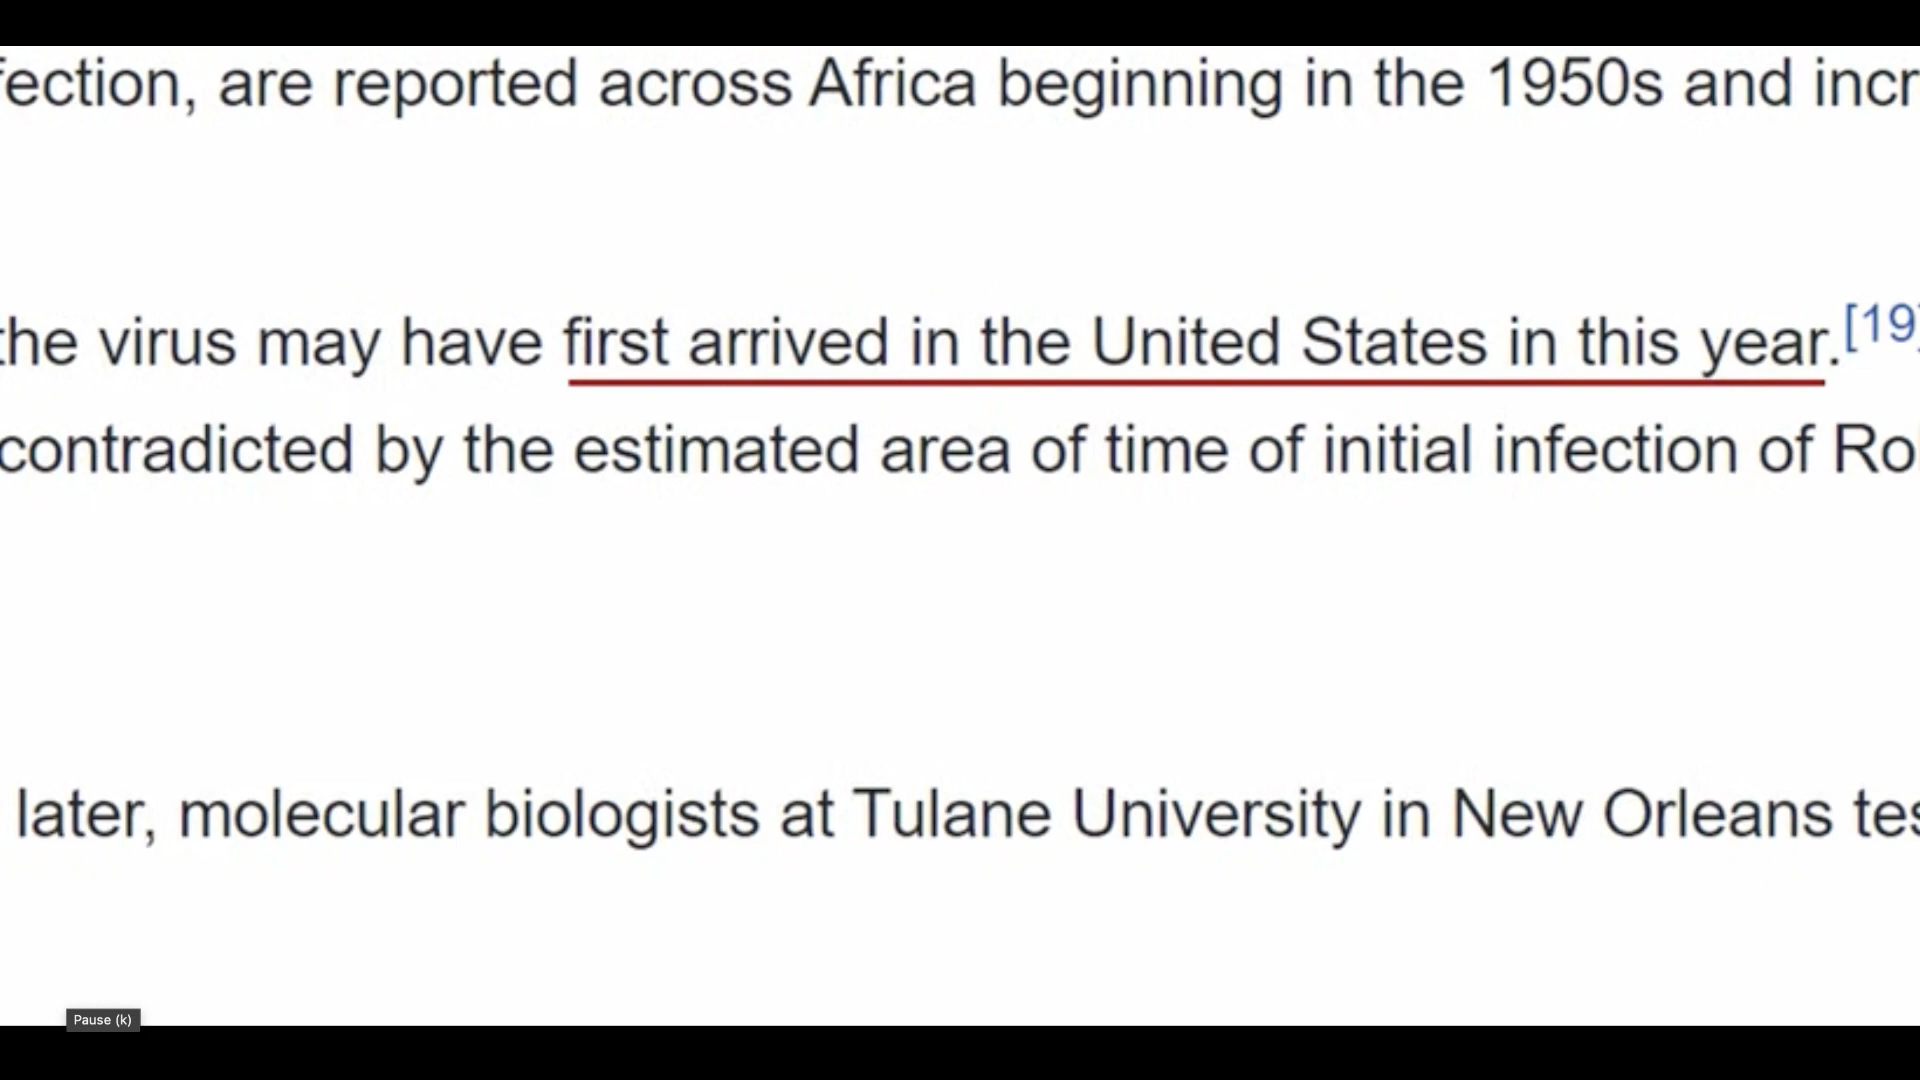 fection, are reported across Africa beginning in the 1950s and incr
the virus may have first arrived in the United States in this year.[19]
contradicted by the estimated area of time of initial infection of Ro
later, molecular biologists at Tulane University in New Orleans tes
Pause (k)